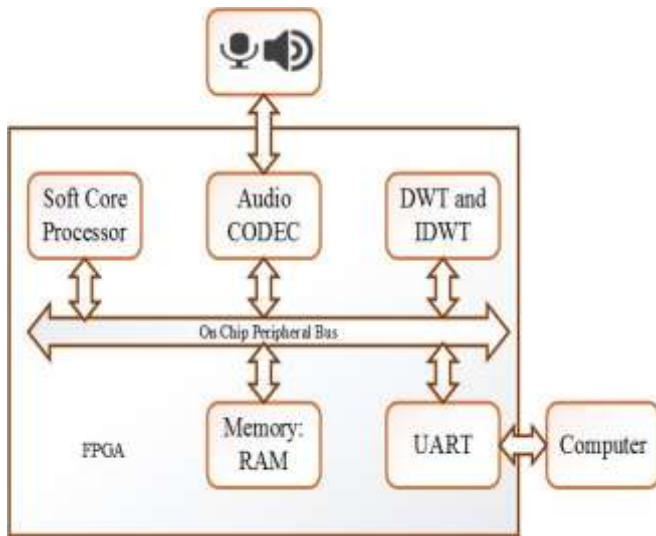 Soft Core
Processor
Audio
CODEC
DWT and
IDWT
On Chip Peripheral Bus
FPGA
Memory:
RAM
UART
Computer